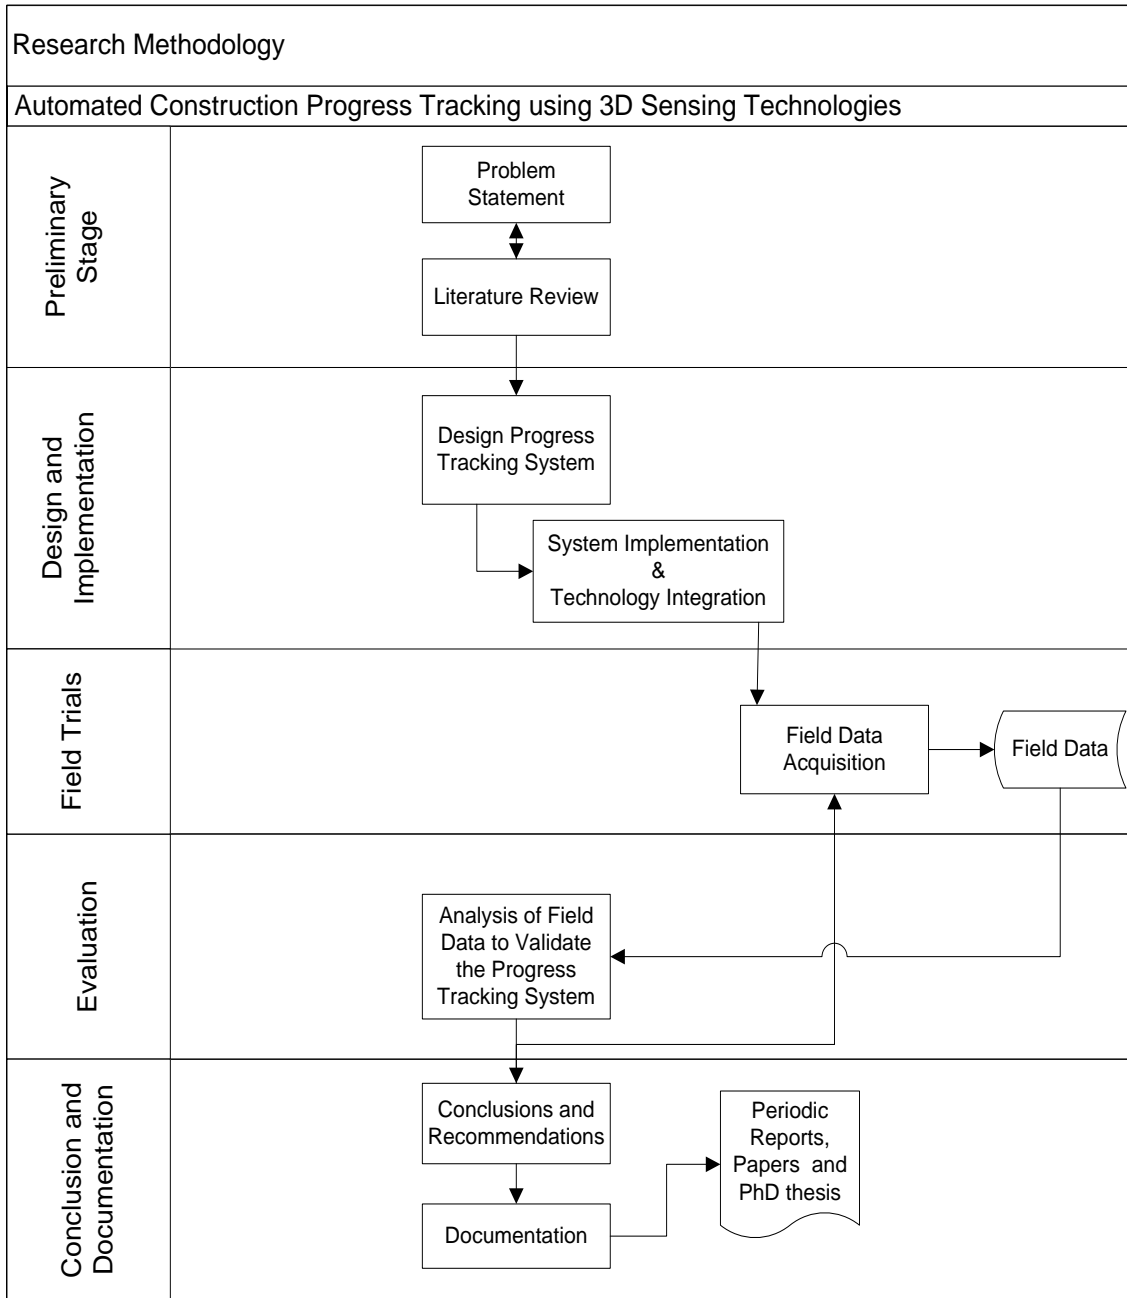 Research Methodology
Automated Construction Progress Tracking using 3D Sensing Technologies
Preliminary
Stage
Problem
Statement
Literature Review
Design and
Implementation
Design Progress
Tracking System
System Implementation
&
Technology Integration
Field Trials
Field Data
Acquisition
Field Data
Evaluation
Analysis of Field
Data to Validate
the Progress
Tracking System
Conclusion and
Documentation
Conclusions and
Recommendations
Periodic
Reports,
Papers and
PhD thesis
Documentation